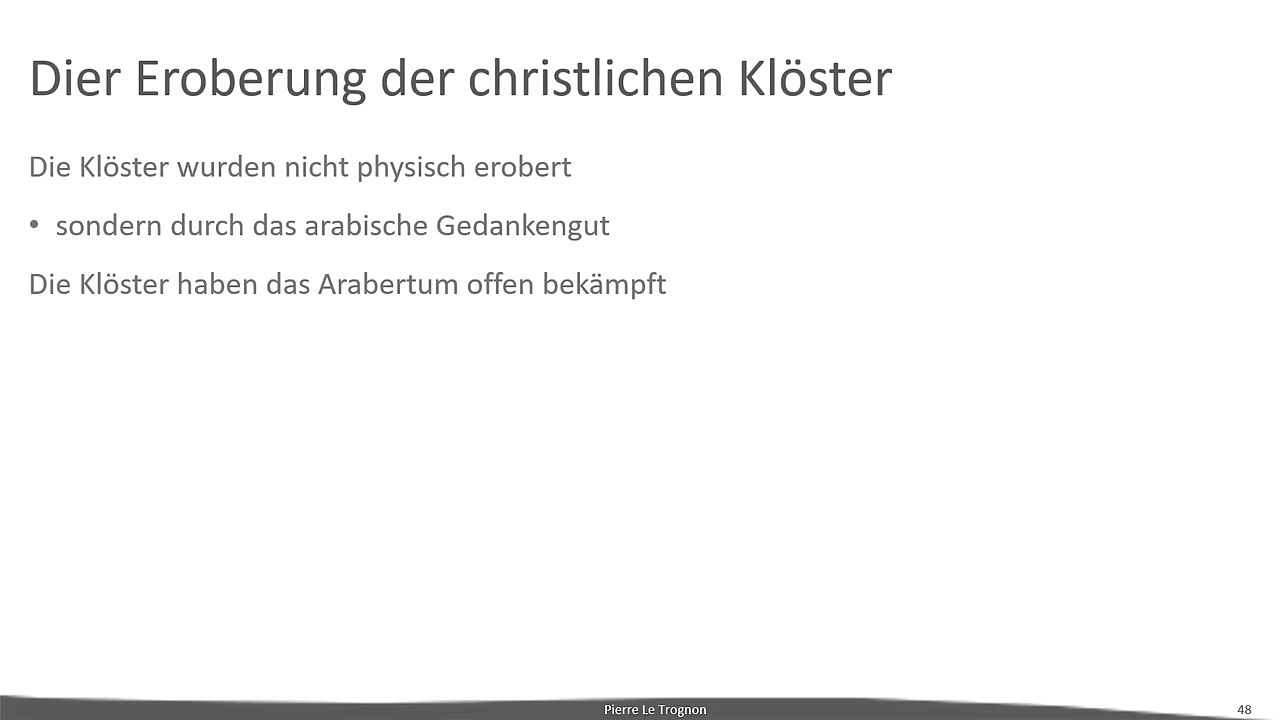 Dier Eroberung der christlichen Klöster
Die Klöster wurden nicht physisch erobert
• sondern durch das arabische Gedankengut
Die Klöster haben das Arabertum offen bekämpft
Pierre Le Trognon
48